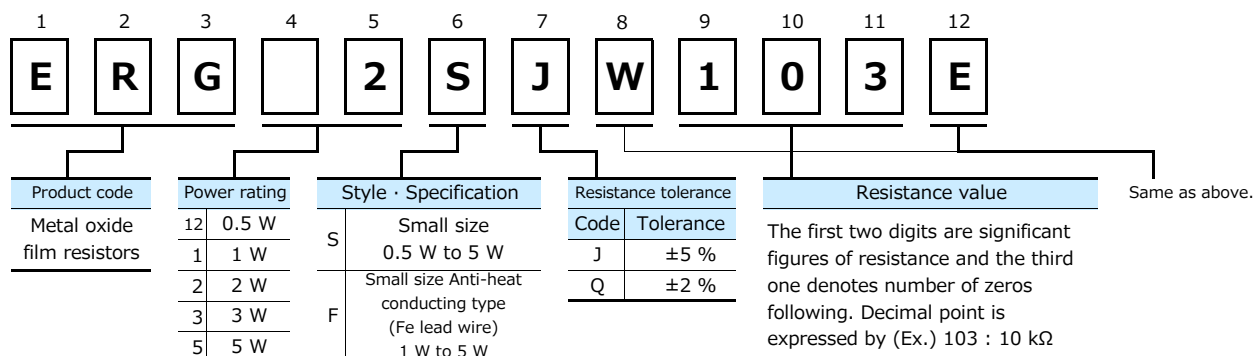 1 2 3 4 5 6 7 8 9 10 11 12
E R G 2 S J W 1 0 3 E
Product code
Metal oxide
film resistors
Power rating
12 0.5 W
1 1 W
2 2 W
3 3 W
5 5 W
Style · Specification
S
Small size
0.5 W to 5 W
F
Small size Anti-heat
conducting type
(Fe lead wire)
1 W to 5 W
Resistance tolerance
Code Tolerance
J ±5 %
Q ±2 %
Resistance value
The first two digits are significant
figures of resistance and the third
one denotes number of zeros
following. Decimal point is
expressed by (Ex.) 103 : 10 kΩ
Same as above.